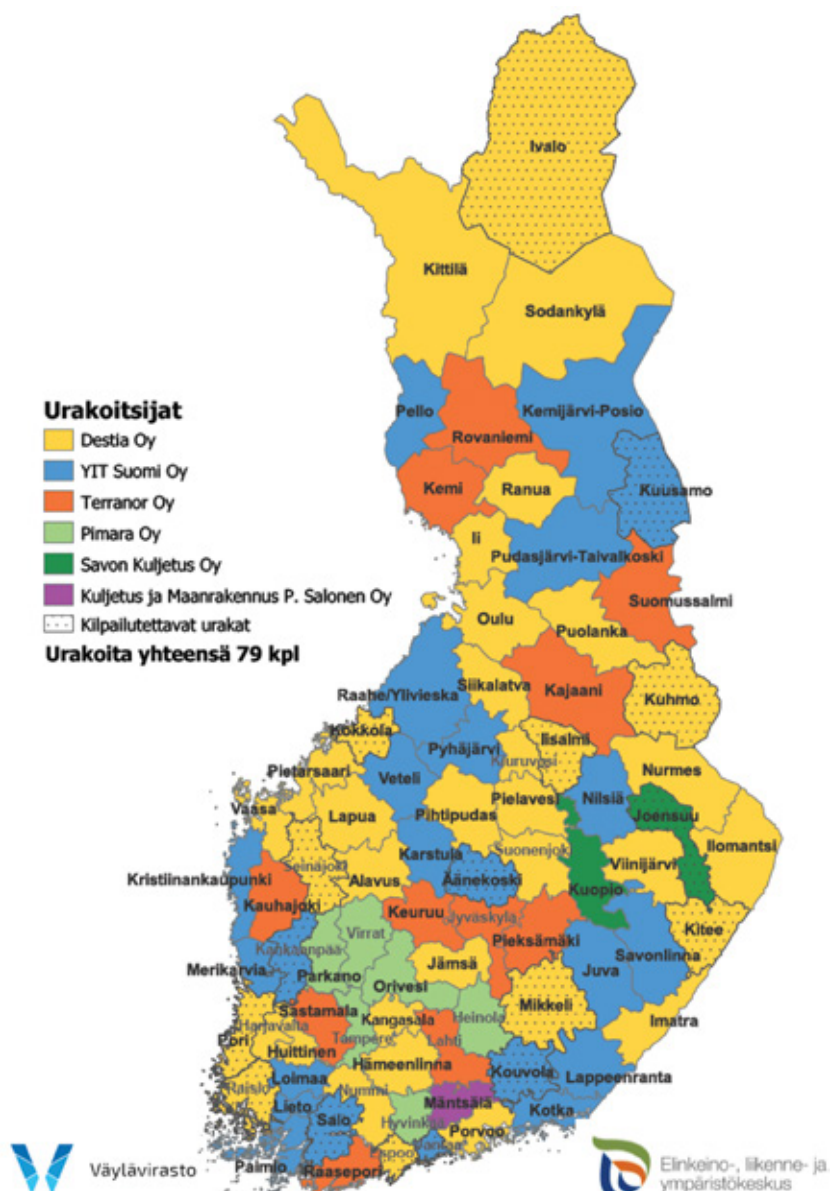 Ivalo
Kittilä
Sodankylä
Urakoitsijat
Destia Oy
YIT Suomi Oy
Terranor Oy
Pimara Oy
Savon Kuljetus Oy
Kuljetus ja Maanrakennus P. Salonen Oy
Kilpailutettavat urakat
Urakoita yhteensä 79 kpl
Pello
Kemijärvi-Posio
Rovaniemi
Kemi
Ranua
Kuusamo
Ii
Pudasjärvi-Taivalkoski
Suomussalmi
Oulu
Puolanka
Siikalatva
Kajaani
Kuhmo
Raahe/Ylivieska
Kokkola
Iisalmi
Pyhäjärvi
Kiuruvesi
Nurmes
Pietarsaari
Veteli
Pielavesi
Nilsiä
Joensuu
Vaasa
Lapua
Pihtipudas
Ilomantsi
Karstula
Suonenjoki
Viinijärvi
Seinäjoki
Alavus
Äänekoski
Kuopio
Kristiinankaupunki
Kauhajoki
Keuruu
Jyväskylä
Kitee
Virrat
Pieksämäki
Savonlinna
Kankaanpää
Merikarvia
Parkano
Jämsä
Juva
Orivesi
Mikkeli
Sastamala
Kangasala
Heinola
Imatra
Harjavalta
Pori
Tampere
Lahti
Huittinen
Hämeenlinna
Kouvola
Raisio
Loimaa
Nummi
Lappeenranta
Lieto
Salo
Mäntsälä
Kotka
Hyvinkää
Porvoo
Vantaa
Espoo
Paimio
Raasepori
Väylävirasto
Elinkeino-, liikenne- ja
ympäristökeskus